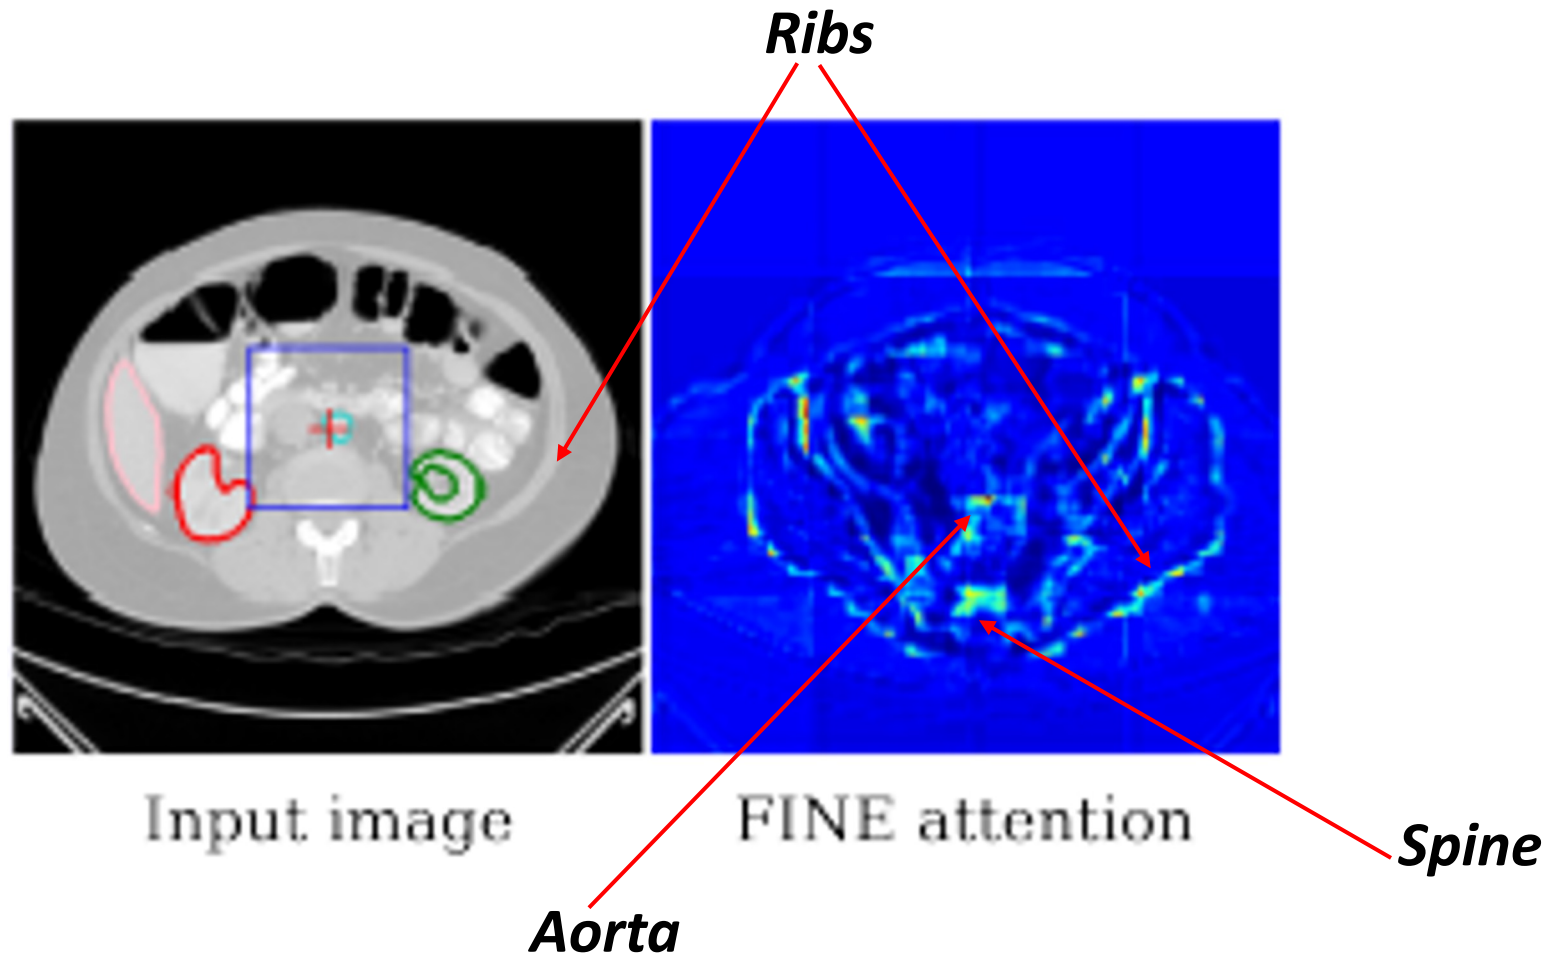 Ribs
Input image
FINE attention
Spine
Aorta